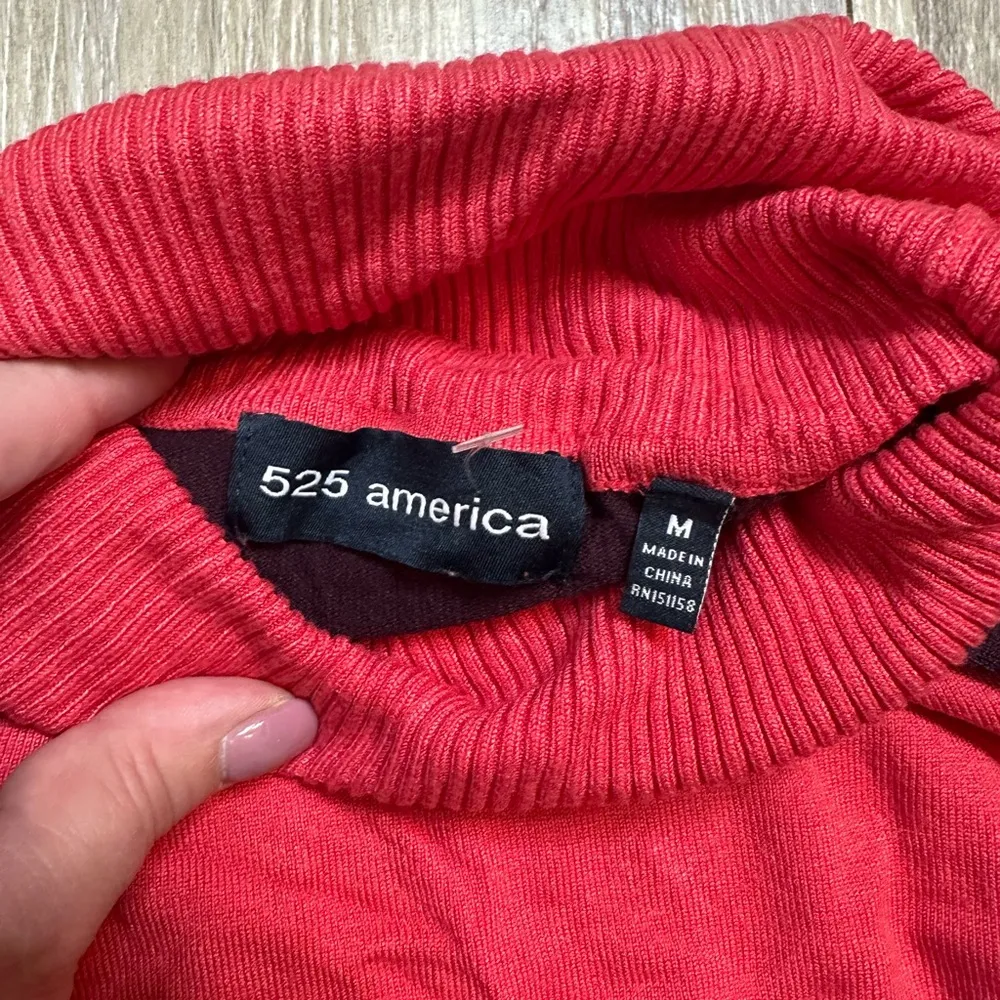 525 america
M
MADE IN
CHINA
RN151158